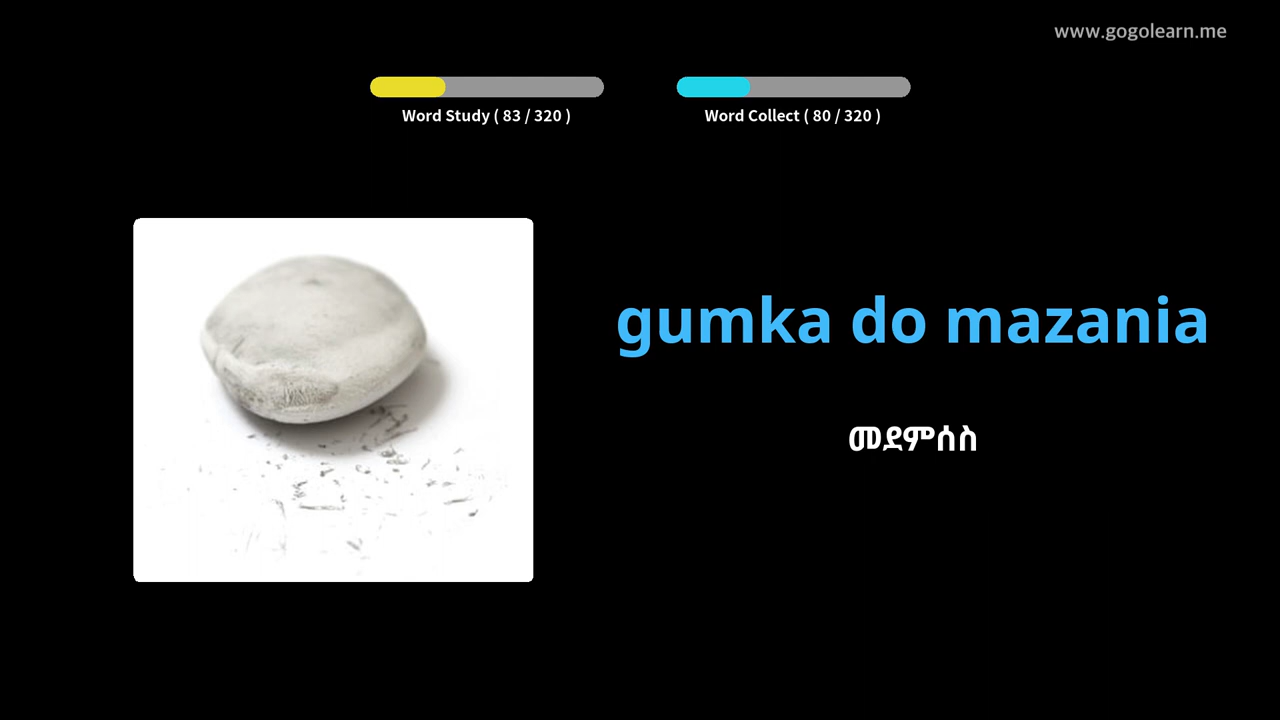 www.gogolearn.me
Word Study ( 83 / 320 )
Word Collect ( 80 / 320 )
gumka do mazania
መደምሰስ